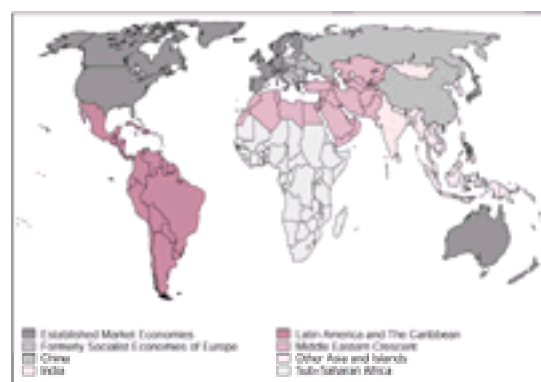 Established Market Economies
Formerly Socialist Economies of Europe
China
India
Latin America and The Caribbean
Middle Eastern Crescent
Other Asia and Islands
Sub-Saharan Africa